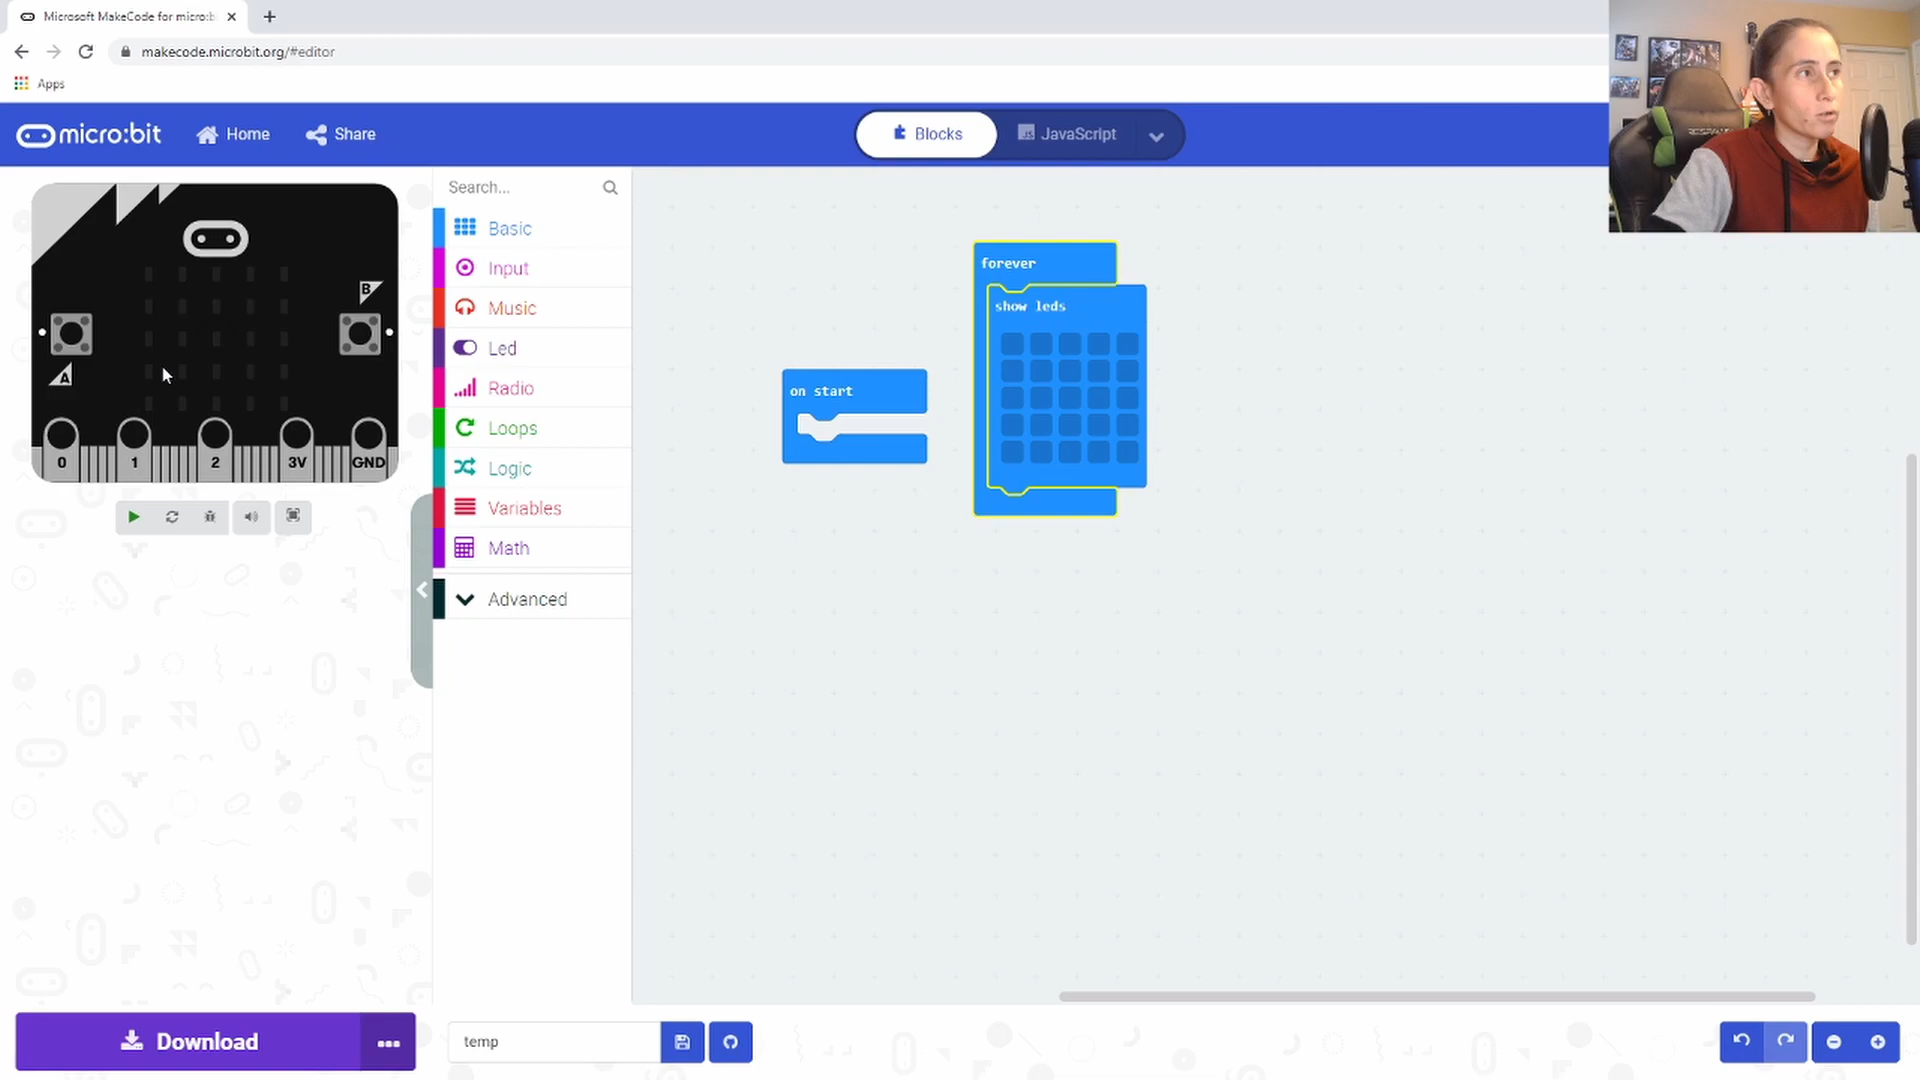 Microsoft MakeCode for micro:b
makecode.microbit.org/#editor
Apps
micro:bit
Home
Share
Blocks
JavaScript
Search...
Basic
Input
Music
Led
Radio
Loops
Logic
Variables
Math
Advanced
B
A
0
1
2
3V
GND
on start
forever
show leds
Download
temp